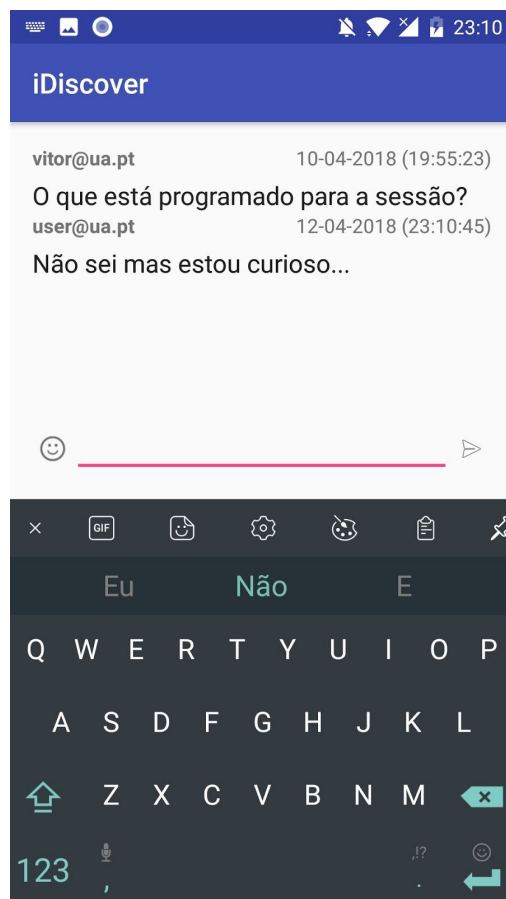 23:10
iDiscover
vitor@ua.pt 10-04-2018 (19:55:23)
O que está programado para a sessão?
user@ua.pt 12-04-2018 (23:10:45)
Não sei mas estou curioso...
GIF
Eu Não E
Q W E R T Y U I O P
A S D F G H J K L
Z X C V B N M
,!?
123 , .